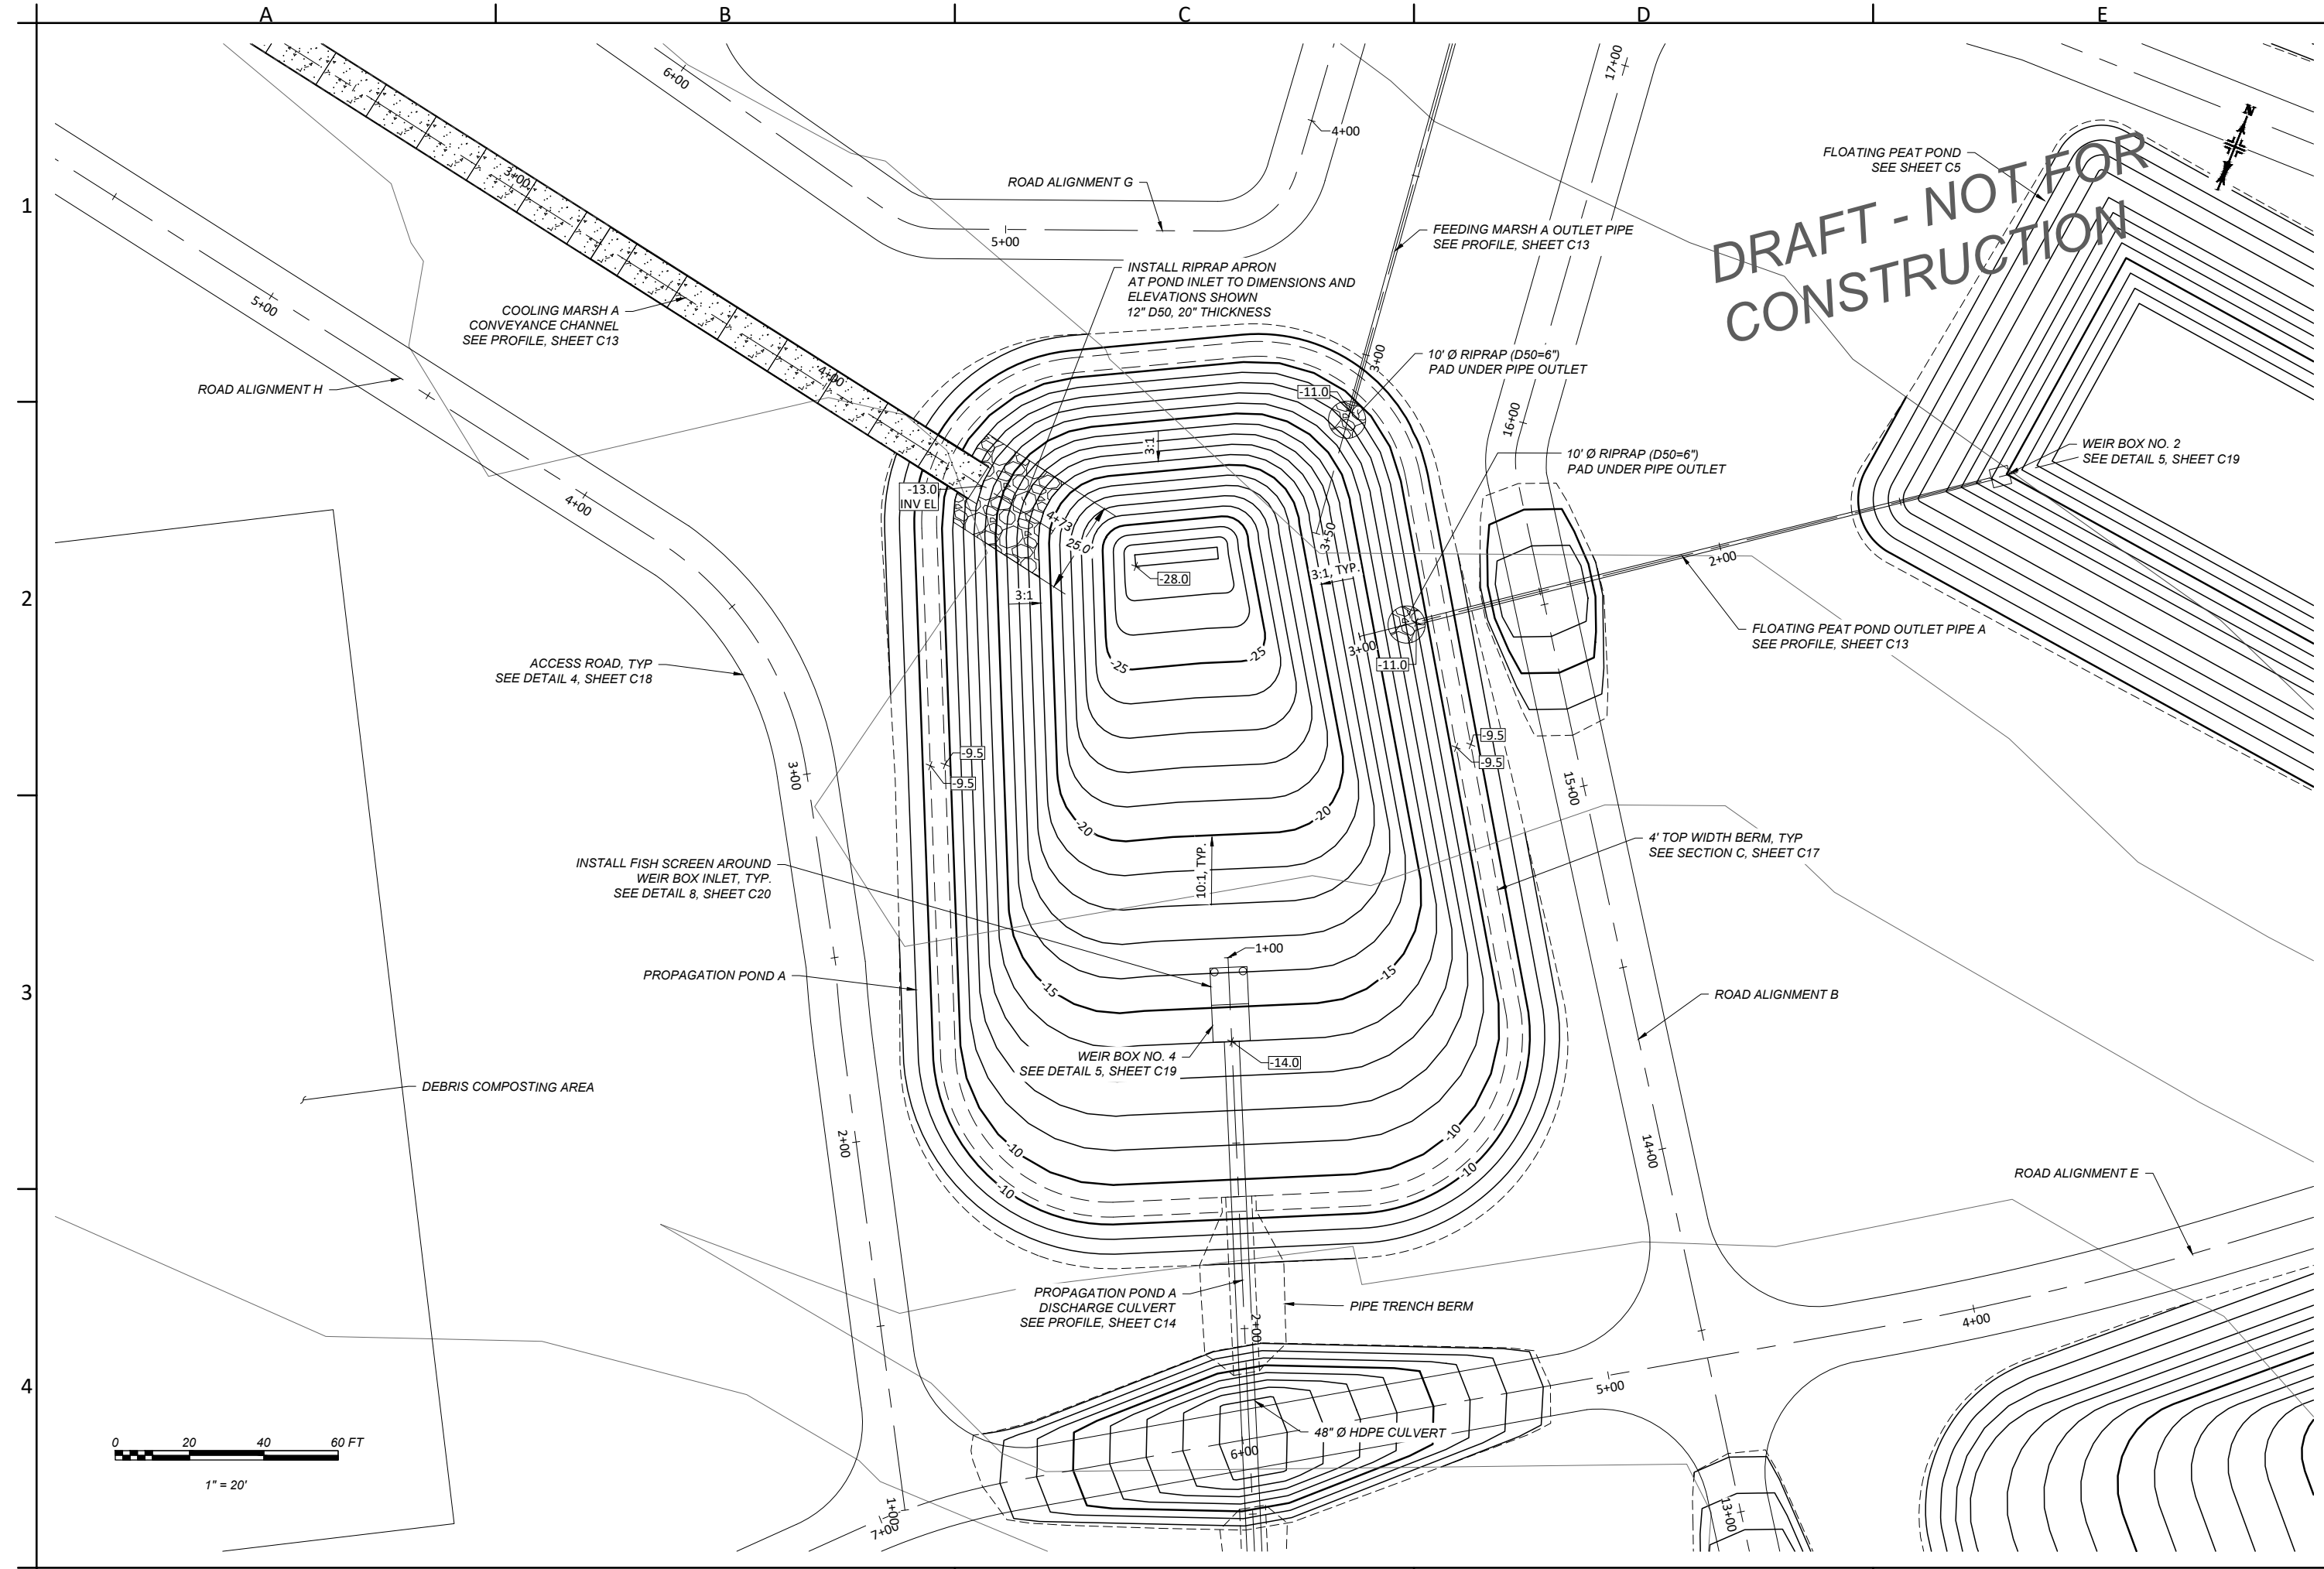 A
B
C
D
E
1
2
3
4
N
DRAFT - NOT FOR
CONSTRUCTION
6+00
17+00
4+00
3+00
5+00
ROAD ALIGNMENT G
FLOATING PEAT POND
SEE SHEET C5
FEEDING MARSH A OUTLET PIPE
SEE PROFILE, SHEET C13
INSTALL RIPRAP APRON
AT POND INLET TO DIMENSIONS AND
ELEVATIONS SHOWN
12" D50, 20" THICKNESS
5+00
COOLING MARSH A
CONVEYANCE CHANNEL
SEE PROFILE, SHEET C13
ROAD ALIGNMENT H
4+00
3+00
10' Ø RIPRAP (D50=6")
PAD UNDER PIPE OUTLET
-11.0
16+00
3:1
10' Ø RIPRAP (D50=6")
PAD UNDER PIPE OUTLET
WEIR BOX NO. 2
SEE DETAIL 5, SHEET C19
-13.0
INV EL
4+00
4+73
25.0'
3+50
3:1, TYP.
-28.0
3:1
2+00
3+00
-11.0
FLOATING PEAT POND OUTLET PIPE A
SEE PROFILE, SHEET C13
-25
-25
ACCESS ROAD, TYP
SEE DETAIL 4, SHEET C18
3+00
-9.5
-9.5
-9.5
-9.5
15+00
-20
-20
10:1, TYP.
4' TOP WIDTH BERM, TYP
SEE SECTION C, SHEET C17
INSTALL FISH SCREEN AROUND
WEIR BOX INLET, TYP.
SEE DETAIL 8, SHEET C20
1+00
PROPAGATION POND A
-15
-15
ROAD ALIGNMENT B
WEIR BOX NO. 4
SEE DETAIL 5, SHEET C19
-14.0
DEBRIS COMPOSTING AREA
2+00
-10
-10
-10
-10
14+00
ROAD ALIGNMENT E
PROPAGATION POND A
DISCHARGE CULVERT
SEE PROFILE, SHEET C14
PIPE TRENCH BERM
2+00
4+00
5+00
48" Ø HDPE CULVERT
6+00
0 20 40 60 FT
1" = 20'
1+00
7+00
13+00